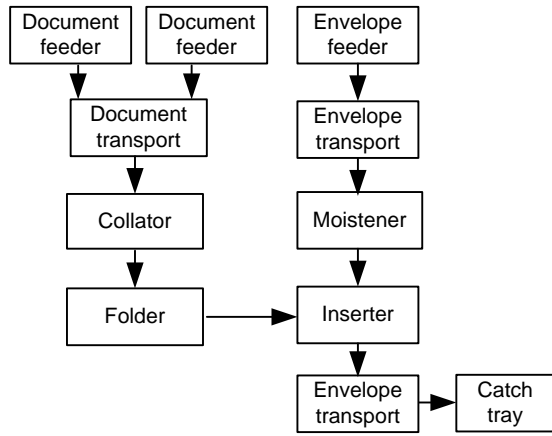 Document
feeder
Document
feeder
Envelope
feeder
Document
transport
Envelope
transport
Collator
Moistener
Folder
Inserter
Envelope
transport
Catch
tray